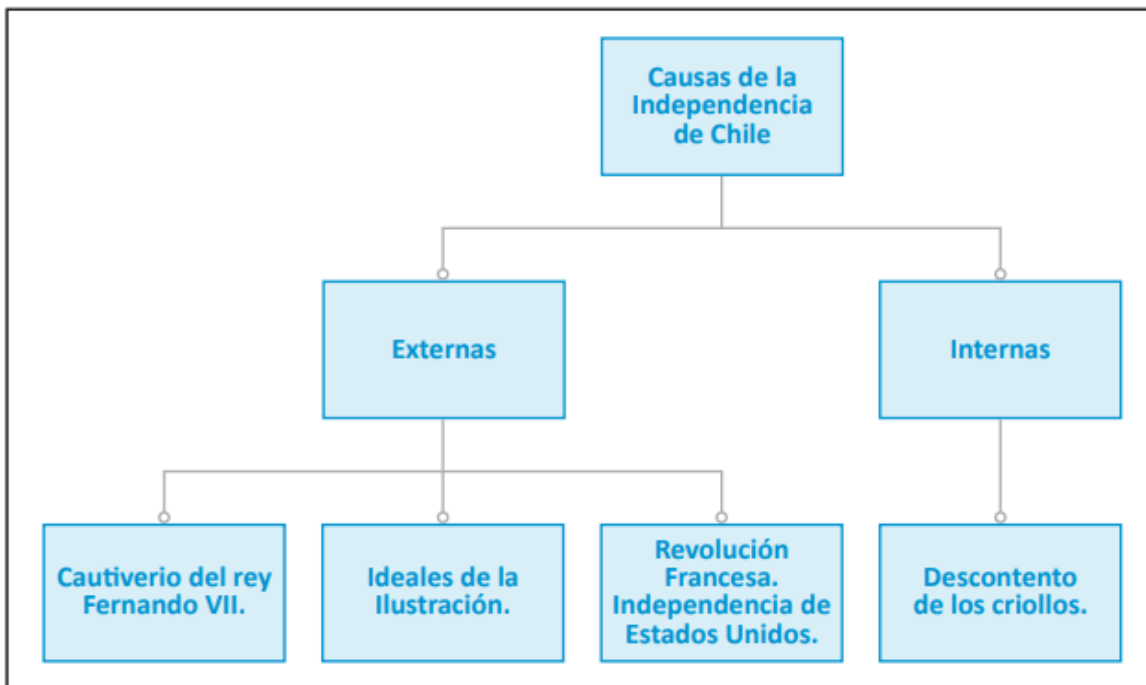 Causas de la
Independencia
de Chile
Externas
Internas
Cautiverio del rey
Fernando VII.
Ideales de la
Ilustración.
Revolución
Francesa.
Independencia de
Estados Unidos.
Descontento
de los criollos.